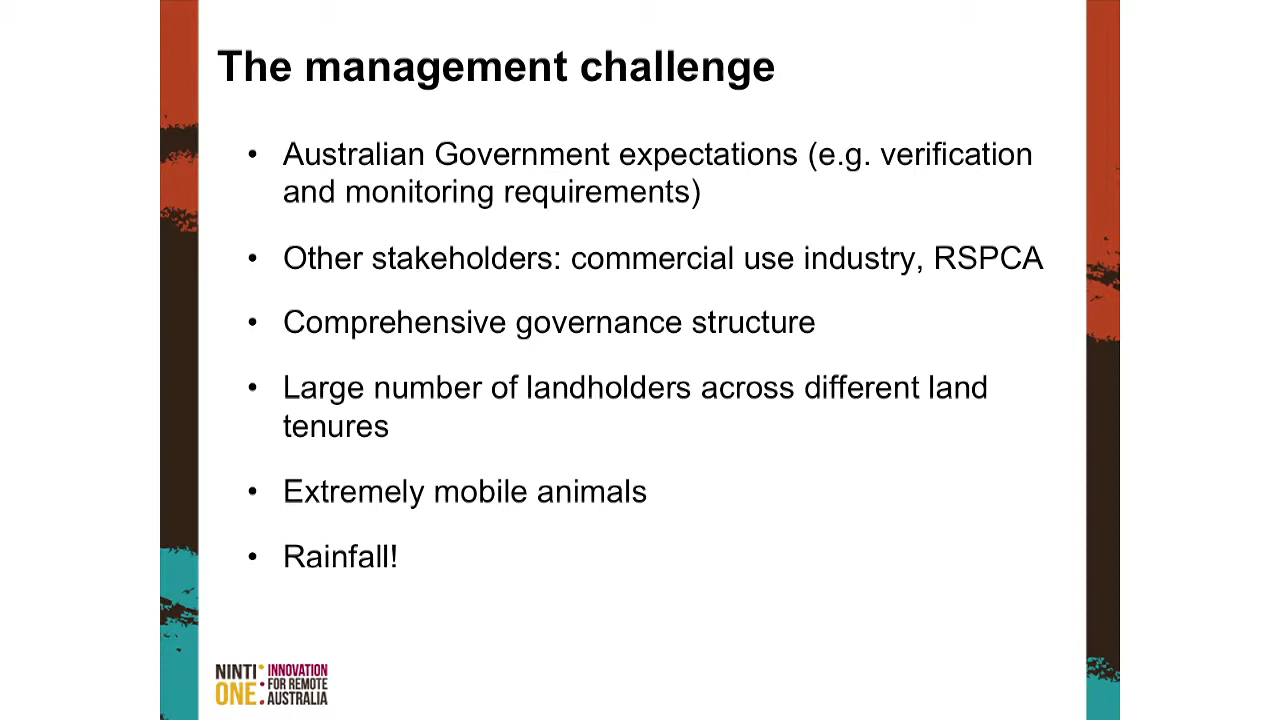 The management challenge
• Australian Government expectations (e.g. verification
and monitoring requirements)
• Other stakeholders: commercial use industry, RSPCA
• Comprehensive governance structure
• Large number of landholders across different land
tenures
• Extremely mobile animals
• Rainfall!
NINTI
ONE
INNOVATION
FOR REMOTE
AUSTRALIA